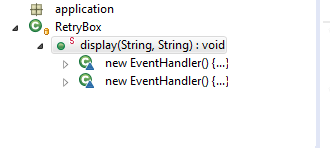 application
RetryBox
S display(String, String) : void
new EventHandler() {...}
new EventHandler() {...}